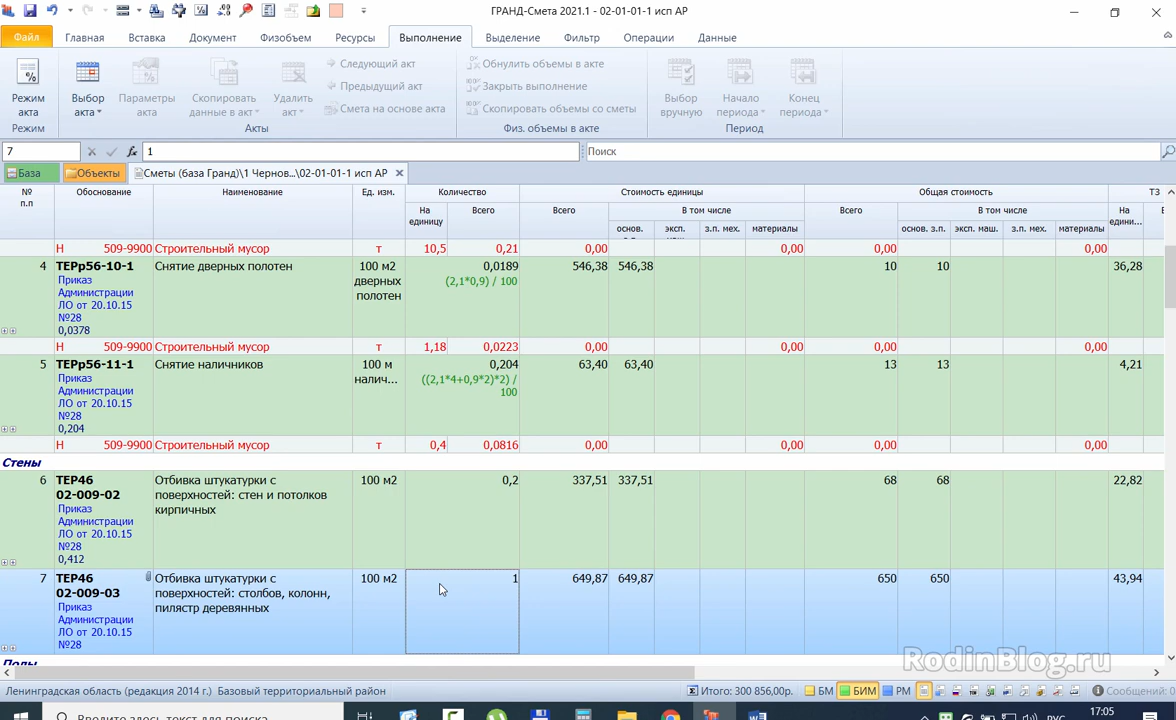 ГРАНД-Смета 2021.1 - 02-01-01-1 исп АР
Файл Главная Вставка Документ Физобъем Ресурсы Выполнение Выделение Фильтр Операции Данные
Режим акта
Режим
Выбор акта
Параметры акта
Скопировать данные в акт
Удалить акт
Следующий акт
Предыдущий акт
Смета на основе акта
Акты
Обнулить объемы в акте
Закрыть выполнение
Скопировать объемы со сметы
Физ. объемы в акте
Выбор вручную
Начало периода
Конец периода
Период
7 fx 1 Поиск
База Объекты Сметы (база Гранд)\1 Чернов...\02-01-01-1 исп АР
№ п.п Обоснование Наименование Ед. изм. Количество Стоимость единицы Общая стоимость ТЗ
На единицу Всего Всего В том числе Всего В том числе На едини...
осн. эксп. з.п. мех. материалы осн. з.п. эксп. маш. з.п. мех. материалы
Н 509-9900 Строительный мусор т 10,5 0,21 0,00 0,00 0,00 0,00
4 ТЕРр56-10-1 Снятие дверных полотен 100 м2 0,0189 546,38 546,38 10 10 36,28
Приказ дверных (2,1*0,9) / 100
Администрации полотен
ЛО от 20.10.15
№28
0,0378
Н 509-9900 Строительный мусор т 1,18 0,0223 0,00 0,00 0,00 0,00
5 ТЕРр56-11-1 Снятие наличников 100 м 0,204 63,40 63,40 13 13 4,21
Приказ налич... ((2,1*4+0,9*2)*2) /
Администрации 100
ЛО от 20.10.15
№28
0,204
Н 509-9900 Строительный мусор т 0,4 0,0816 0,00 0,00 0,00 0,00
Стены
6 ТЕР46 Отбивка штукатурки с 100 м2 0,2 337,51 337,51 68 68 22,82
02-009-02 поверхностей: стен и потолков
Приказ кирпичных
Администрации
ЛО от 20.10.15
№28
0,412
7 ТЕР46 Отбивка штукатурки с 100 м2 1 649,87 649,87 650 650 43,94
02-009-03 поверхностей: столбов, колонн,
Приказ пилястр деревянных
Администрации
ЛО от 20.10.15
№28
Полы
RodinBlog.ru
Ленинградская область (редакция 2014 г.) Базовый территориальный район Итого: 300 856,00р. БМ БИМ РМ Сообщений: 0
Введите здесь текст для поиска РУС 17:05